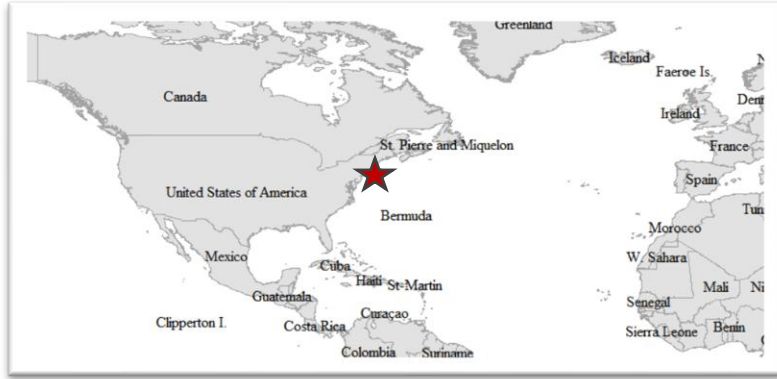 Greenland
Iceland
Faeroe Is.
Canada
Ireland
France
St. Pierre and Miquelon
Spain
United States of America
Bermuda
Morocco
Mexico
W. Sahara
Cuba
Haiti
St-Martin
Mali
Guatemala
Senegal
Curaçao
Clipperton I.
Costa Rica
Sierra Leone
Benin
Colombia
Suriname